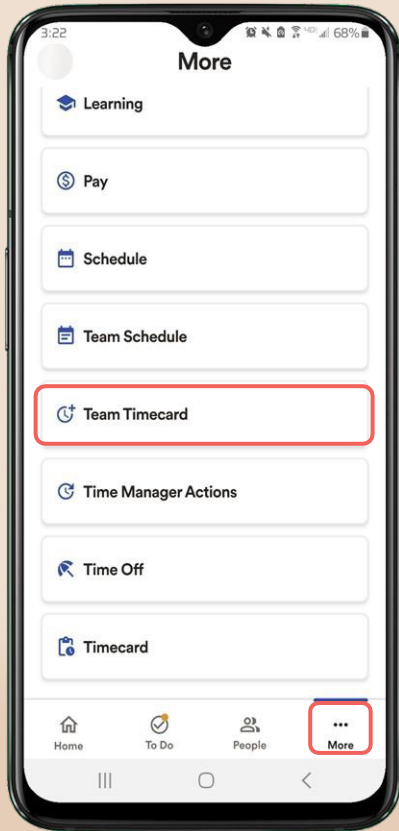 3:22
68%
More
Learning
Pay
Schedule
Team Schedule
Team Timecard
Time Manager Actions
Time Off
Timecard
Home
To Do
People
More